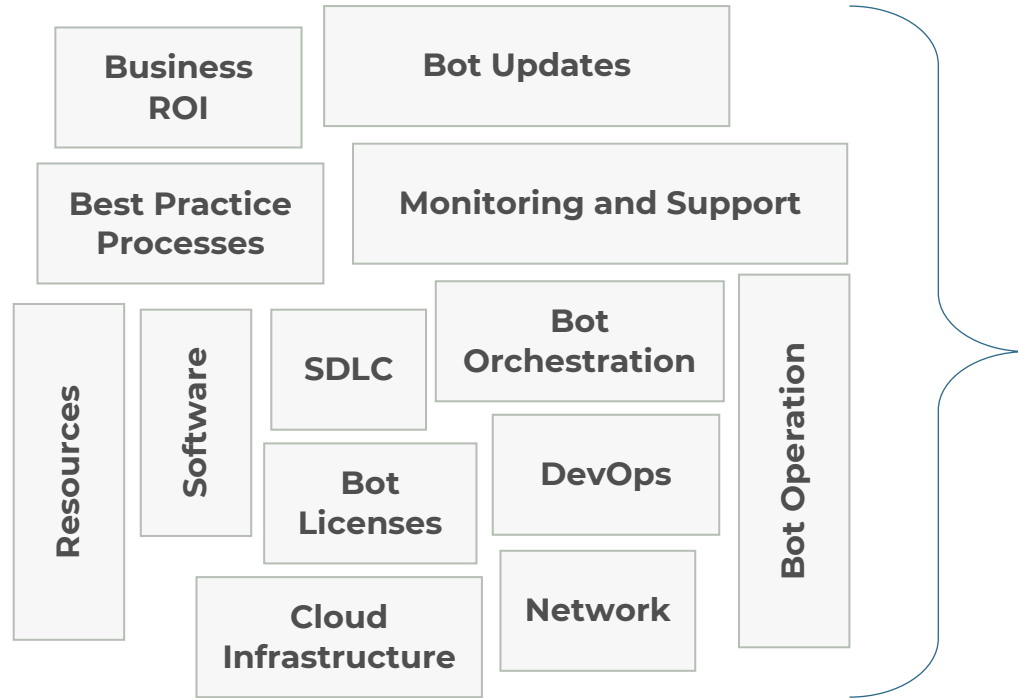 Business
ROI
Bot Updates
Best Practice
Processes
Monitoring and Support
Resources
Software
SDLC
Bot
Orchestration
Bot Operation
Bot
Licenses
DevOps
Cloud
Infrastructure
Network